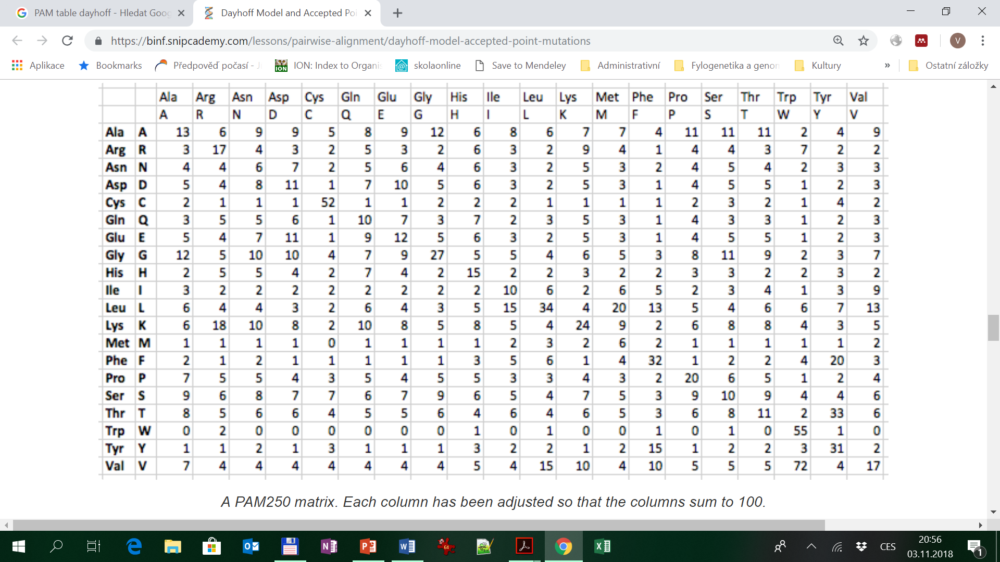 PAM table dayhoff - Hledat Goog
Dayhoff Model and Accepted Poi
https://binf.snipcademy.com/lessons/pairwise-alignment/dayhoff-model-accepted-point-mutations
V
Aplikace Bookmarks Předpověď počasí - J ION ION: Index to Organis skolaonline Save to Mendeley Administrativní Fylogenetika a genon Kultury » Ostatní záložky
Ala Arg Asn Asp Cys Gln Glu Gly His Ile Leu Lys Met Phe Pro Ser Thr Trp Tyr Val
A R N D C Q E G H I L K M F P S T W Y V
Ala A 13 6 9 9 5 8 9 12 6 8 6 7 7 4 11 11 11 2 4 9
Arg R 3 17 4 3 2 5 3 2 6 3 2 9 4 1 4 4 3 7 2 2
Asn N 4 4 6 7 2 5 6 4 6 3 2 5 3 2 4 5 4 2 3 3
Asp D 5 4 8 11 1 7 10 5 6 3 2 5 3 1 4 5 5 1 2 3
Cys C 2 1 1 1 52 1 1 2 2 2 1 1 1 1 2 3 2 1 4 2
Gln Q 3 5 5 6 1 10 7 3 7 2 3 5 3 1 4 3 3 1 2 3
Glu E 5 4 7 11 1 9 12 5 6 3 2 5 3 1 4 5 5 1 2 3
Gly G 12 5 10 10 4 7 9 27 5 5 4 6 5 3 8 11 9 2 3 7
His H 2 5 5 4 2 7 4 2 15 2 2 3 2 2 3 3 2 2 3 2
Ile I 3 2 2 2 2 2 2 2 2 10 6 2 6 5 2 3 4 1 3 9
Leu L 6 4 4 3 2 6 4 3 5 15 34 4 20 13 5 4 6 6 7 13
Lys K 6 18 10 8 2 10 8 5 8 5 4 24 9 2 6 8 8 4 3 5
Met M 1 1 1 1 0 1 1 1 1 2 3 2 6 2 1 1 1 1 1 2
Phe F 2 1 2 1 1 1 1 1 3 5 6 1 4 32 1 2 2 4 20 3
Pro P 7 5 5 4 3 5 4 5 5 3 3 4 3 2 20 6 5 1 2 4
Ser S 9 6 8 7 7 6 7 9 6 5 4 7 5 3 9 10 9 4 4 6
Thr T 8 5 6 6 4 5 5 6 4 6 4 6 5 3 6 8 11 2 33 6
Trp W 0 2 0 0 0 0 0 0 1 0 1 0 0 1 0 1 0 55 1 0
Tyr Y 1 1 2 1 3 1 1 1 3 2 2 1 2 15 1 2 2 3 31 2
Val V 7 4 4 4 4 4 4 4 5 4 15 10 4 10 5 5 5 72 4 17
A PAM250 matrix. Each column has been adjusted so that the columns sum to 100.
64
CES
20:56
03.11.2018
1